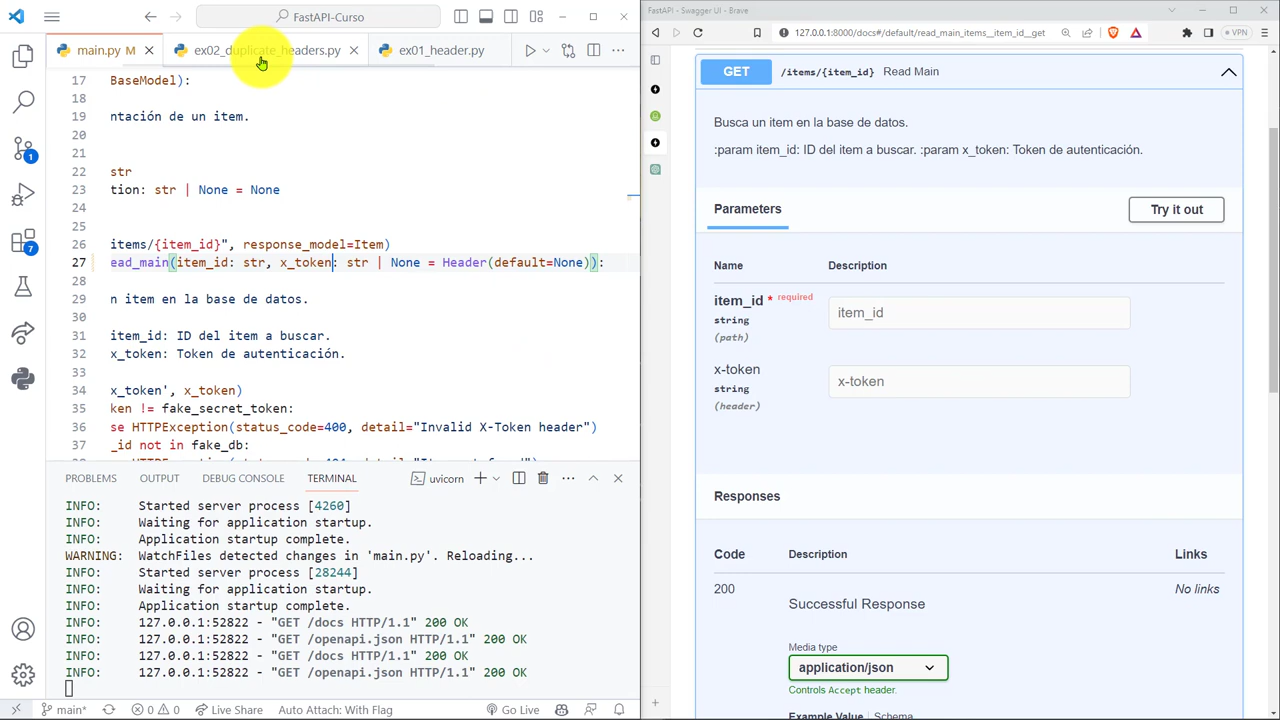 FastAPI-Curso
main.py M
ex02_duplicate_headers.py
ex01_header.py
17 BaseModel):
18
19 ntación de un item.
20
21
22 str
23 tion: str | None = None
24
25
26 items/{item_id}", response_model=Item)
27 ead_main(item_id: str, x_token: str | None = Header(default=None)):
28
29 n item en la base de datos.
30
31 item_id: ID del item a buscar.
32 x_token: Token de autenticación.
33
34 x_token', x_token)
35 ken != fake_secret_token:
36 se HTTPException(status_code=400, detail="Invalid X-Token header")
37 _id not in fake_db:
1
7
PROBLEMS OUTPUT DEBUG CONSOLE TERMINAL uvicorn
INFO: Started server process [4260]
INFO: Waiting for application startup.
INFO: Application startup complete.
WARNING: WatchFiles detected changes in 'main.py'. Reloading...
INFO: Started server process [28244]
INFO: Waiting for application startup.
INFO: Application startup complete.
INFO: 127.0.0.1:52822 - "GET /docs HTTP/1.1" 200 OK
INFO: 127.0.0.1:52822 - "GET /openapi.json HTTP/1.1" 200 OK
INFO: 127.0.0.1:52822 - "GET /docs HTTP/1.1" 200 OK
INFO: 127.0.0.1:52822 - "GET /openapi.json HTTP/1.1" 200 OK
main* 0 0 Live Share Auto Attach: With Flag Go Live
FastAPI - Swagger UI - Brave
127.0.0.1:8000/docs#/default/read_main_items__item_id__get
VPN
GET /items/{item_id} Read Main
Busca un item en la base de datos.
:param item_id: ID del item a buscar. :param x_token: Token de autenticación.
Parameters
Try it out
Name Description
item_id * required
string
(path)
item_id
x-token
string
(header)
x-token
Responses
Code Description Links
200 No links
Successful Response
Media type
application/json
Controls Accept header.
Example Value Schema